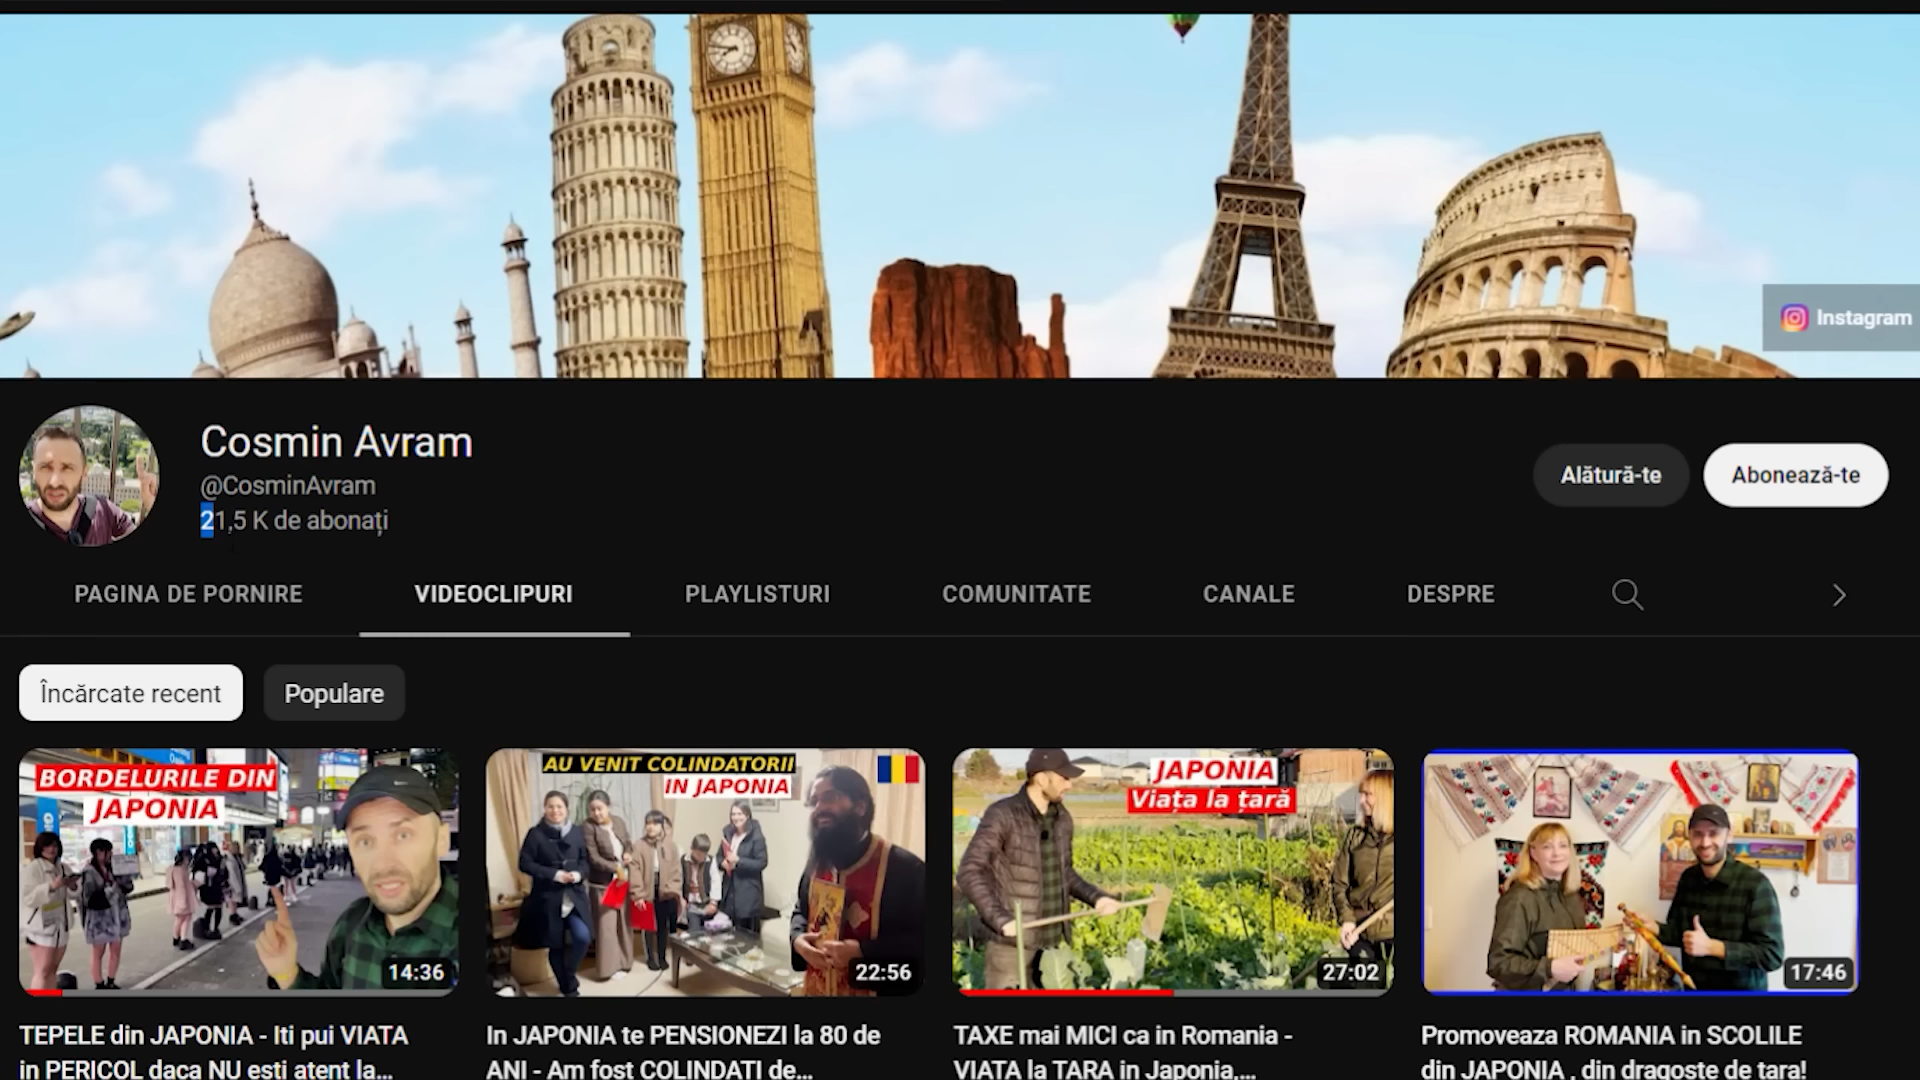 Instagram
Cosmin Avram
@CosminAvram
21,5 K de abonați
Alătură-te
Abonează-te
PAGINA DE PORNIRE
VIDEOCLIPURI
PLAYLISTURI
COMUNITATE
CANALE
DESPRE
Încărcate recent
Populare
BORDELURILE DIN
JAPONIA
14:36
AU VENIT COLINDATORII
IN JAPONIA
22:56
JAPONIA
Viața la țară
27:02
17:46
TEPELE din JAPONIA - Iti pui VIATA
in PERICOL daca NU esti atent la...
In JAPONIA te PENSIONEZI la 80 de
ANI - Am fost COLINDATI de...
TAXE mai MICI ca in Romania -
VIATA la TARA in Japonia,...
Promoveaza ROMANIA in SCOLILE
din JAPONIA , din dragoste de tara!